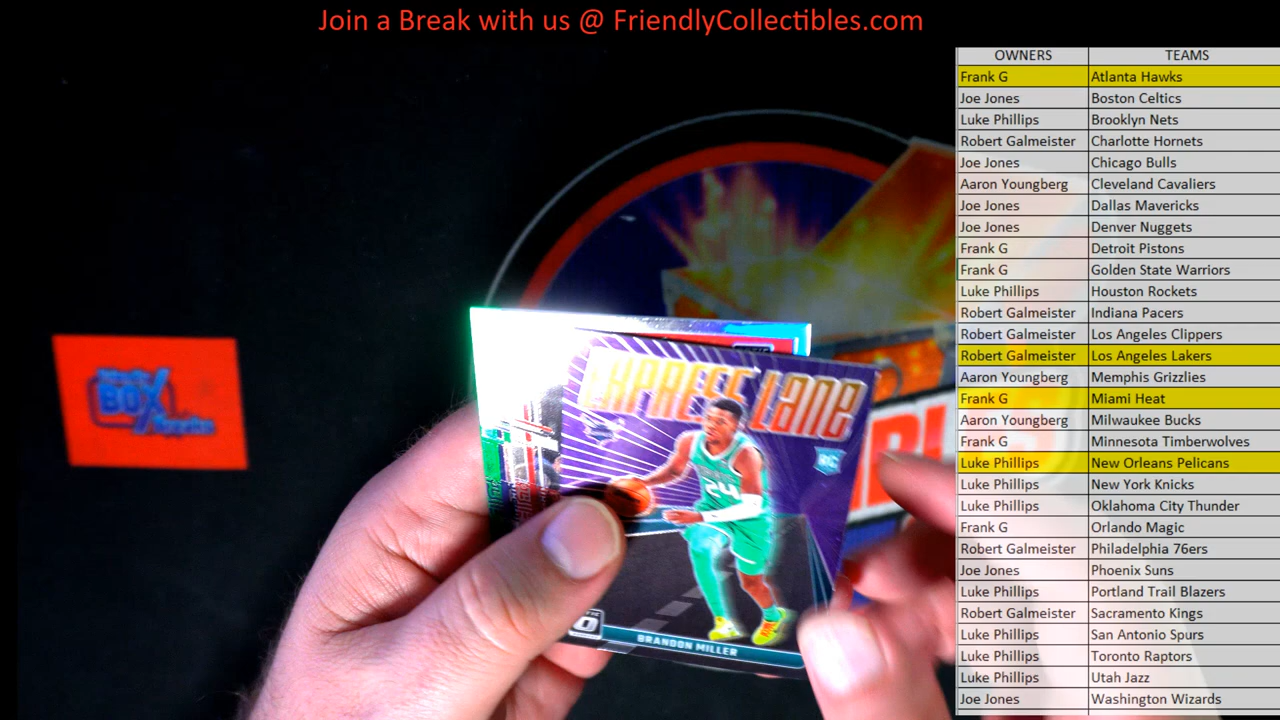 Join a Break with us @ FriendlyCollectibles.com
OWNERS TEAMS
Frank G Atlanta Hawks
Joe Jones Boston Celtics
Luke Phillips Brooklyn Nets
Robert Galmeister Charlotte Hornets
Joe Jones Chicago Bulls
Aaron Youngberg Cleveland Cavaliers
Joe Jones Dallas Mavericks
Joe Jones Denver Nuggets
Frank G Detroit Pistons
Frank G Golden State Warriors
Luke Phillips Houston Rockets
Robert Galmeister Indiana Pacers
Robert Galmeister Los Angeles Clippers
Robert Galmeister Los Angeles Lakers
Aaron Youngberg Memphis Grizzlies
Frank G Miami Heat
Aaron Youngberg Milwaukee Bucks
Frank G Minnesota Timberwolves
Luke Phillips New Orleans Pelicans
Luke Phillips New York Knicks
Luke Phillips Oklahoma City Thunder
Frank G Orlando Magic
Robert Galmeister Philadelphia 76ers
Joe Jones Phoenix Suns
Luke Phillips Portland Trail Blazers
Robert Galmeister Sacramento Kings
Luke Phillips San Antonio Spurs
Luke Phillips Toronto Raptors
Luke Phillips Utah Jazz
Joe Jones Washington Wizards
EXPRESS LANE
RC
24
BRANDON MILLER
BOX